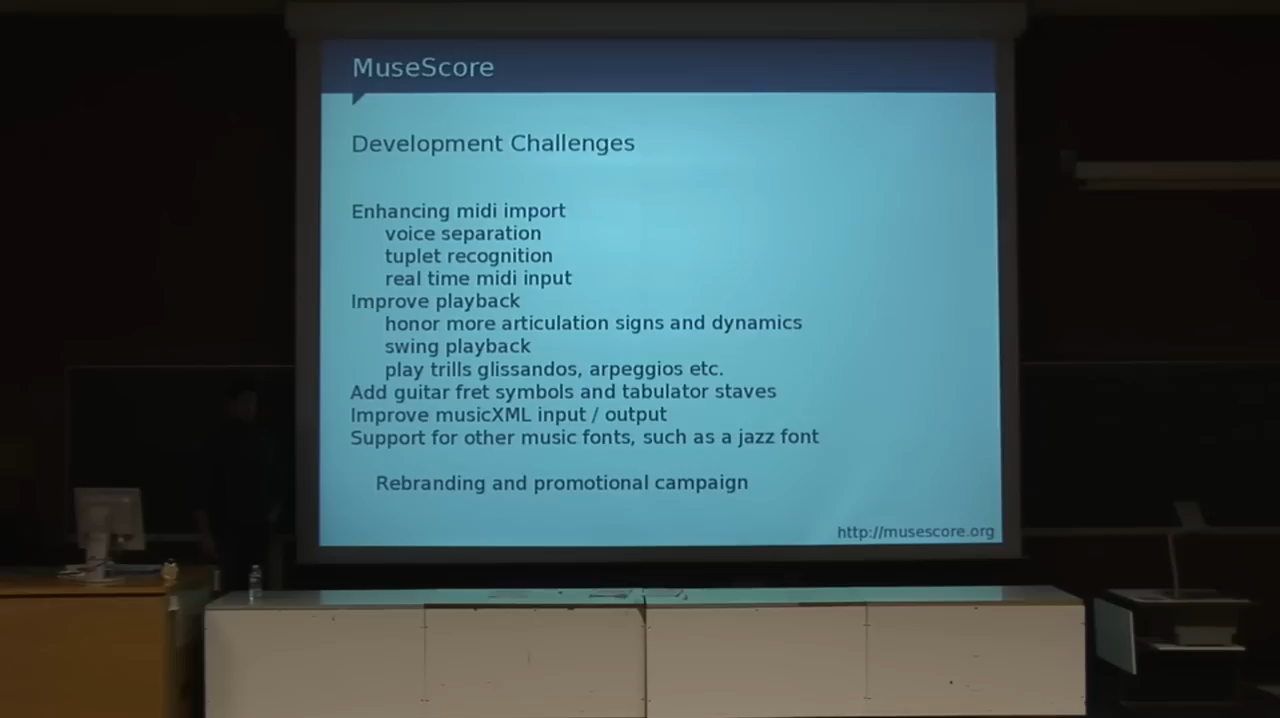 MuseScore
Development Challenges
Enhancing midi import
voice separation
tuplet recognition
real time midi input
Improve playback
honor more articulation signs and dynamics
swing playback
play trills glissandos, arpeggios etc.
Add guitar fret symbols and tabulator staves
Improve musicXML input / output
Support for other music fonts, such as a jazz font
Rebranding and promotional campaign
http://musescore.org